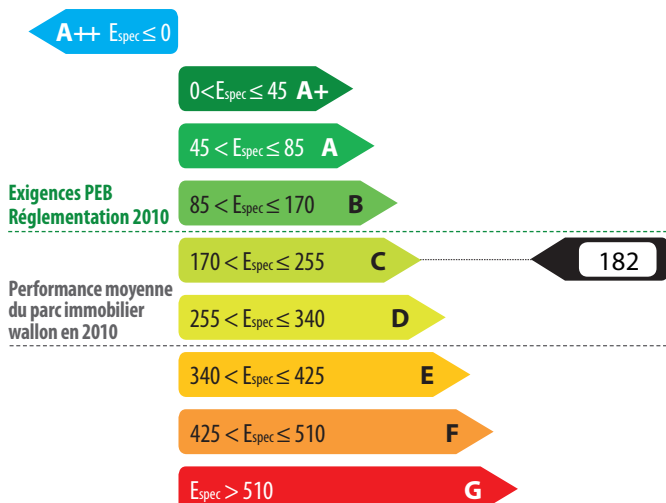 A++ Espec ≤ 0
0 < Espec ≤ 45 A+
45 < Espec ≤ 85 A
Exigences PEB
Réglementation 2010
85 < Espec ≤ 170 B
170 < Espec ≤ 255 C
182
Performance moyenne
du parc immobilier
wallon en 2010
255 < Espec ≤ 340 D
340 < Espec ≤ 425 E
425 < Espec ≤ 510 F
Espec > 510 G